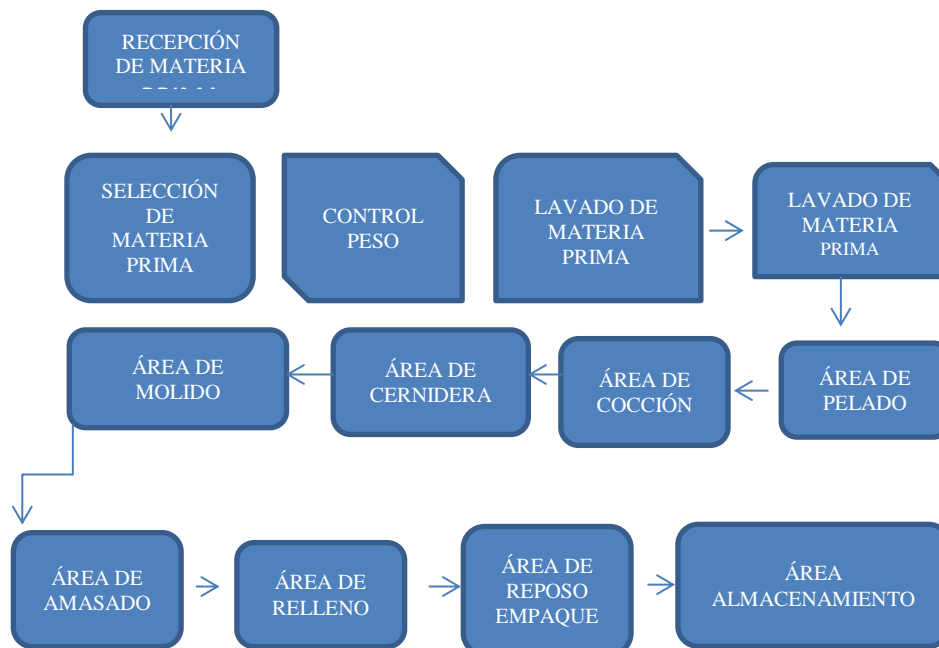 RECEPCIÓN
DE MATERIA
SELECCIÓN
DE
MATERIA
PRIMA
CONTROL
PESO
LAVADO DE
MATERIA
PRIMA
LAVADO DE
MATERIA
PRIMA
ÁREA DE
MOLIDO
ÁREA DE
CERNIDERA
ÁREA DE
COCCIÓN
ÁREA DE
PELADO
ÁREA DE
AMASADO
ÁREA DE
RELLENO
ÁREA DE
REPOSO
EMPAQUE
ÁREA
ALMACENAMIENTO